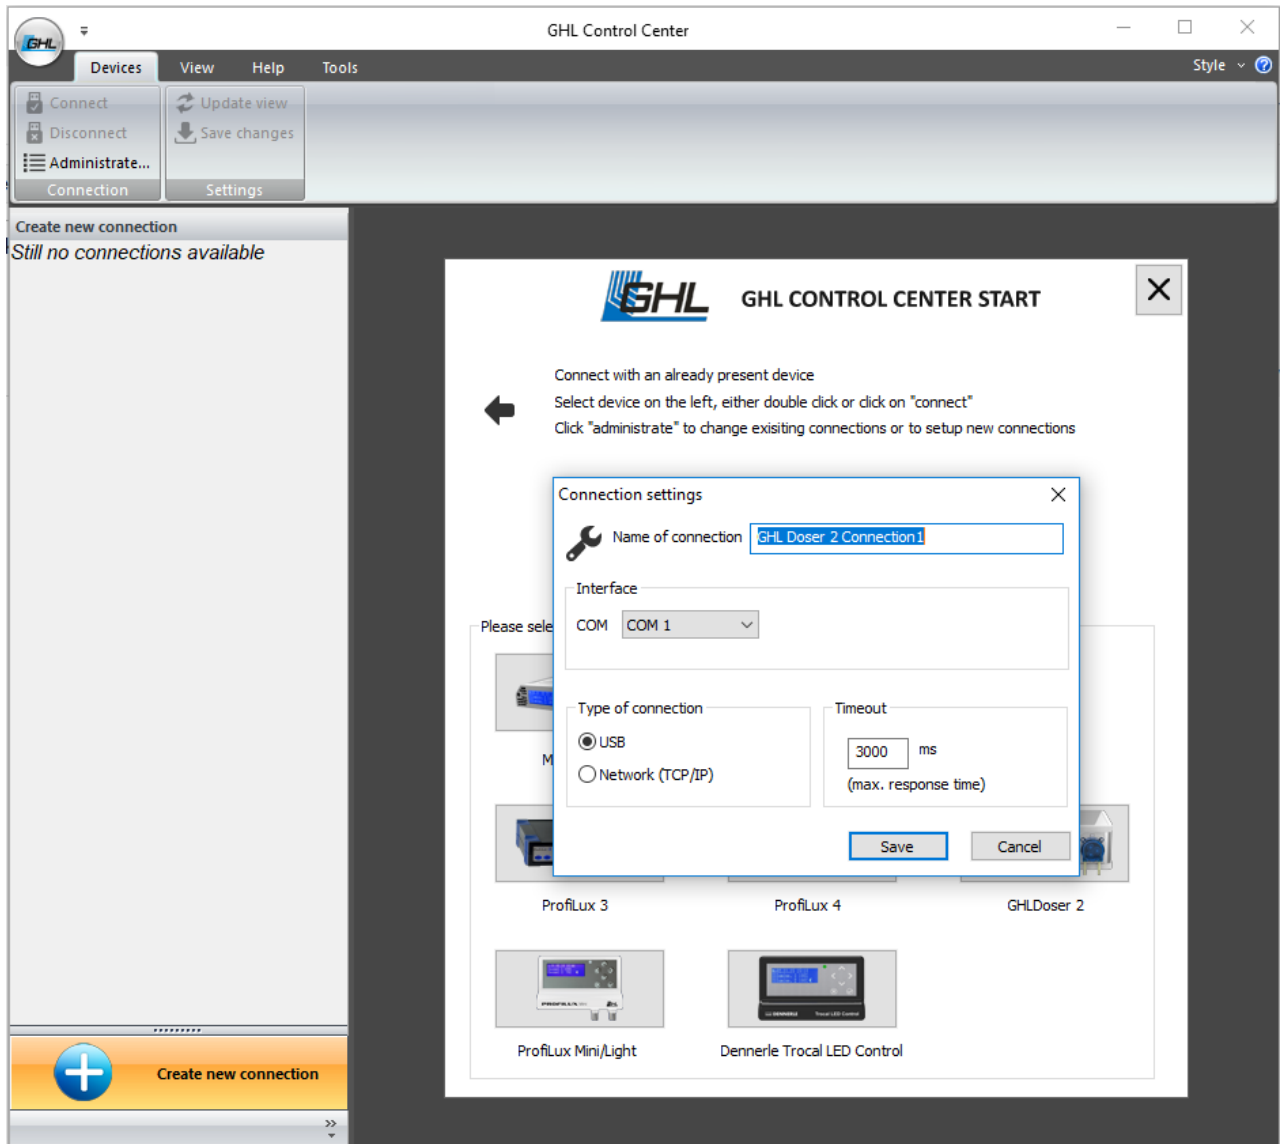 GHL
GHL Control Center
Devices View Help Tools Style
Connect
Disconnect
Administrate...
Connection
Update view
Save changes
Settings
Create new connection
Still no connections available
GHL GHL CONTROL CENTER START
Connect with an already present device
Select device on the left, either double click or click on "connect"
Click "administrate" to change exisiting connections or to setup new connections
Connection settings
Name of connection GHL Doser 2 Connection1
Interface
COM COM 1
Please sele
Type of connection
USB
Network (TCP/IP)
Timeout
3000 ms
(max. response time)
M
Save Cancel
ProfiLux 3 ProfiLux 4 GHLDoser 2
ProfiLux Mini/Light Dennerle Trocal LED Control
Create new connection